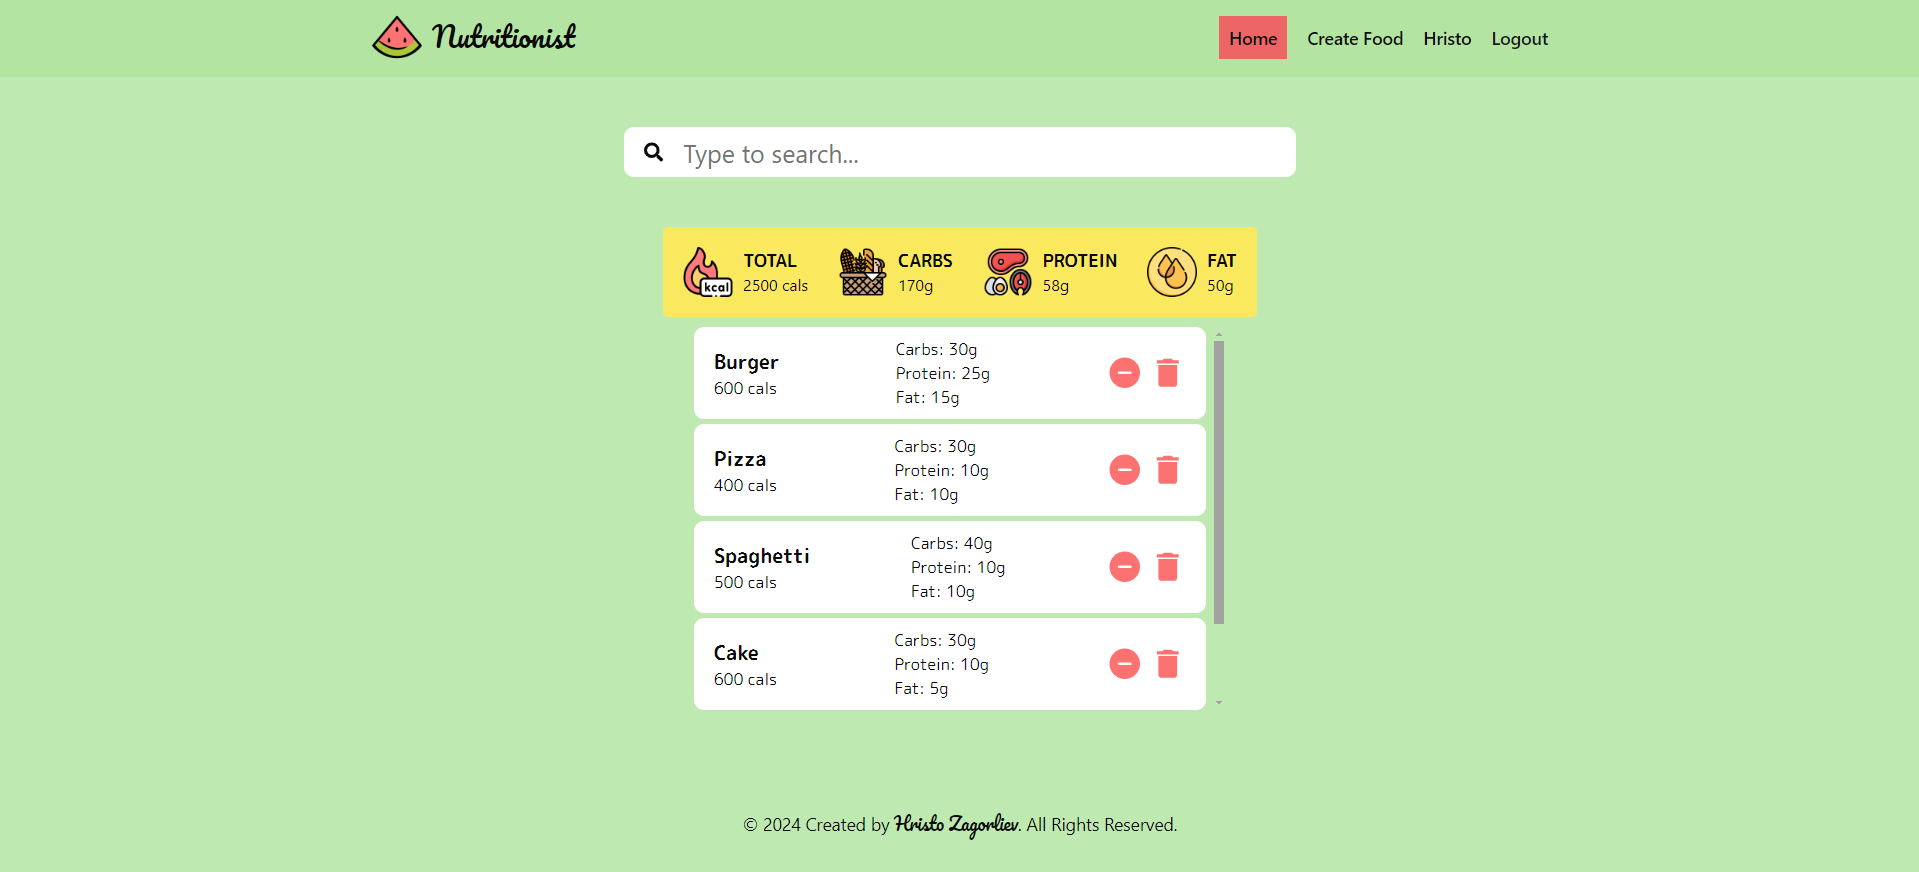 Nutritionist
Home Create Food Hristo Logout
Type to search...
TOTAL
2500 cals
kcal
CARBS
170g
PROTEIN
58g
FAT
50g
Burger
600 cals
Carbs: 30g
Protein: 25g
Fat: 15g
Pizza
400 cals
Carbs: 30g
Protein: 10g
Fat: 10g
Spaghetti
500 cals
Carbs: 40g
Protein: 10g
Fat: 10g
Cake
600 cals
Carbs: 30g
Protein: 10g
Fat: 5g
© 2024 Created by Hristo Zagorliev. All Rights Reserved.